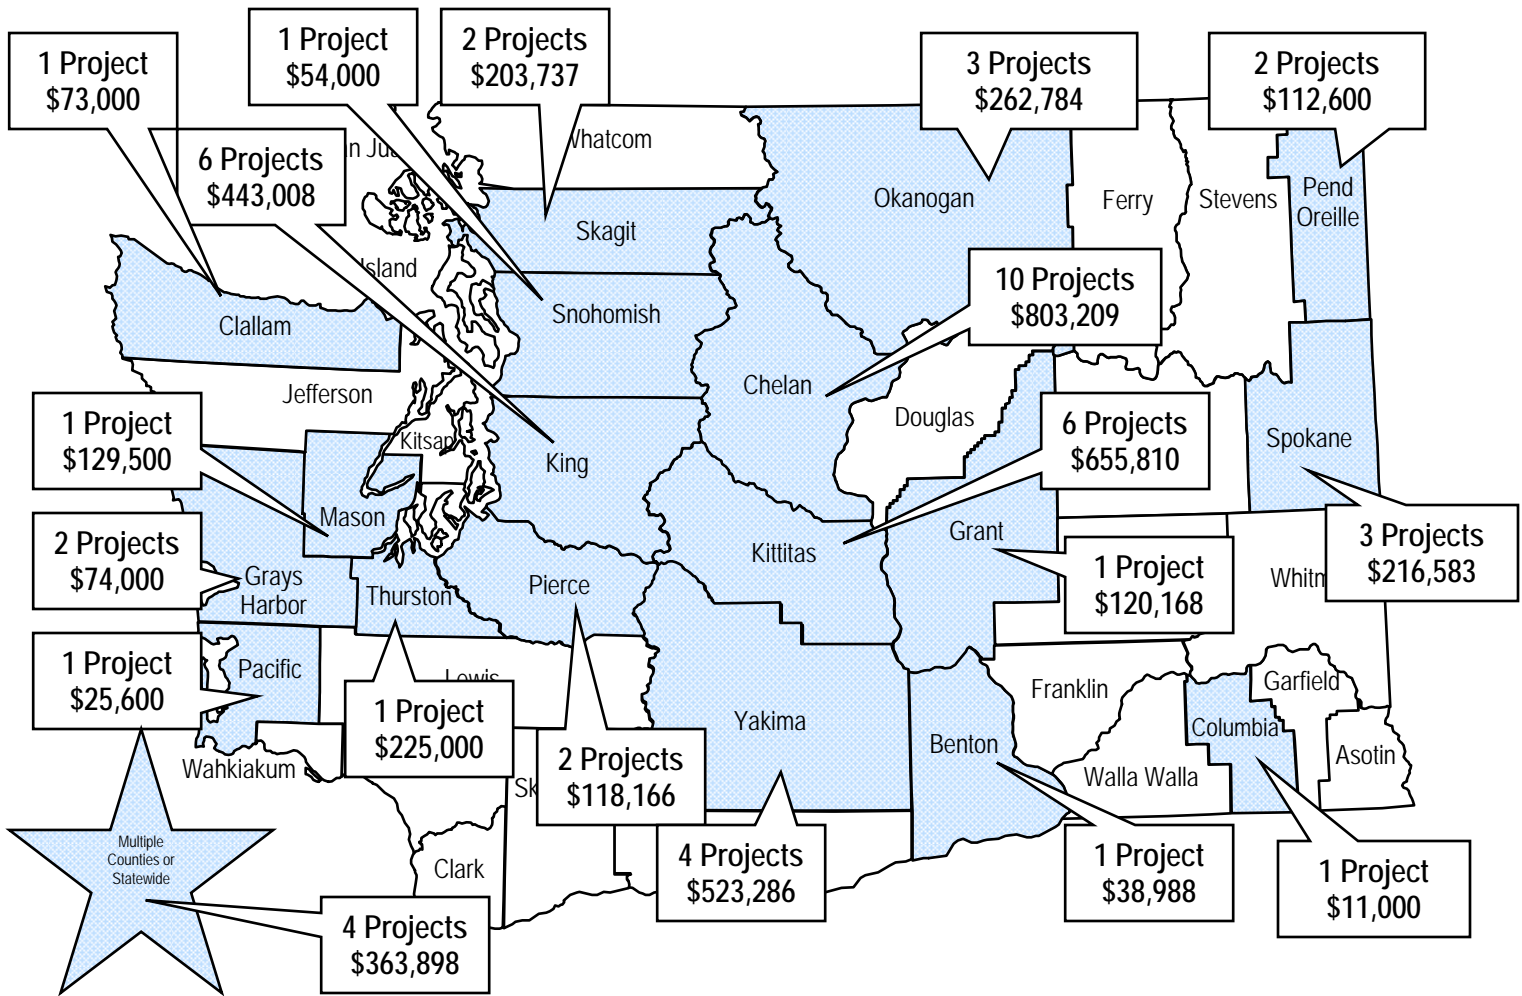 1 Project
$73,000
1 Project
$54,000
2 Projects
$203,737
3 Projects
$262,784
2 Projects
$112,600
6 Projects
$443,008
Whatcom
Okanogan
Ferry
Stevens
Pend
Oreille
Skagit
Island
10 Projects
$803,209
Clallam
Snohomish
Jefferson
Chelan
Douglas
1 Project
$129,500
Kitsap
King
6 Projects
$655,810
Spokane
Mason
Kittitas
Grant
3 Projects
$216,583
2 Projects
$74,000
Grays
Harbor
Thurston
Pierce
1 Project
$120,168
Whitm
1 Project
$25,600
Pacific
Lewis
Franklin
Garfield
1 Project
$225,000
Yakima
Benton
Columbia
Asotin
Wahkiakum
2 Projects
$118,166
Sk
Walla Walla
Multiple
Counties or
Statewide
Clark
4 Projects
$523,286
1 Project
$38,988
1 Project
$11,000
4 Projects
$363,898